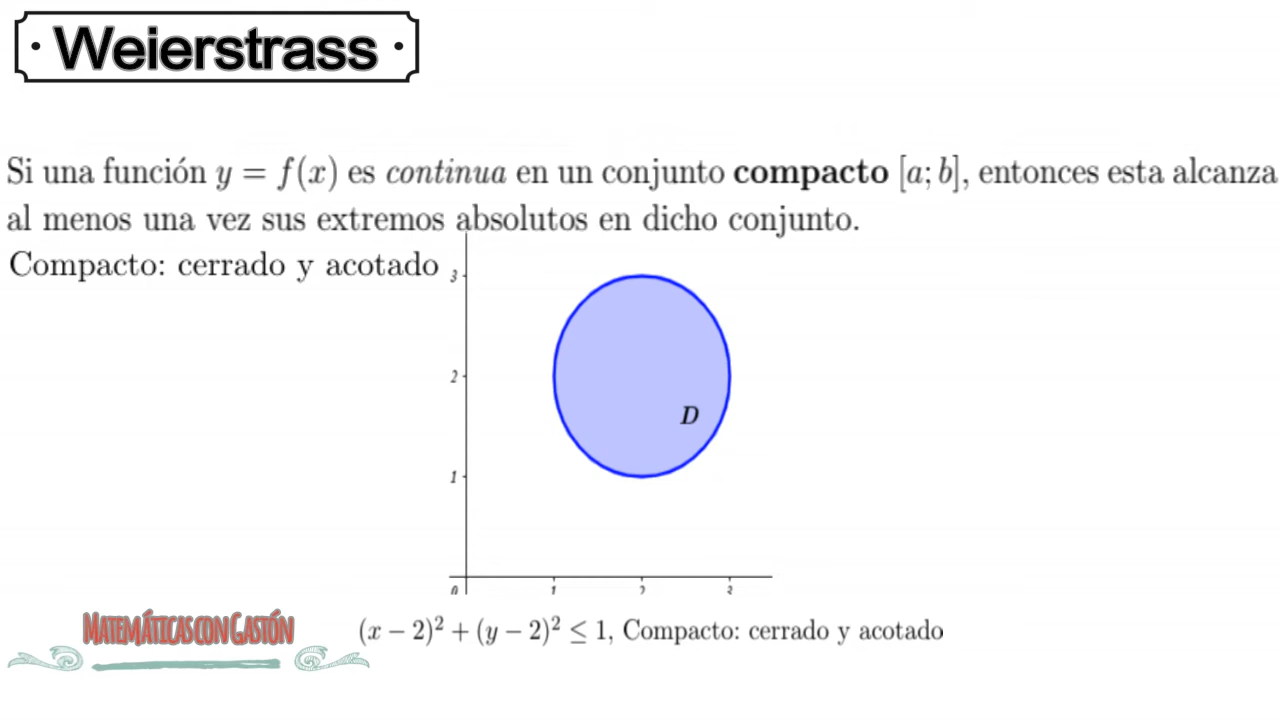 · Weierstrass ·
Si una función y = f(x) es continua en un conjunto compacto [a; b], entonces esta alcanza
al menos una vez sus extremos absolutos en dicho conjunto.
Compacto: cerrado y acotado
3
2
D
1
0 1 2 3
MATEMÁTICAS CON GASTÓN
(x − 2)² + (y − 2)² ≤ 1, Compacto: cerrado y acotado